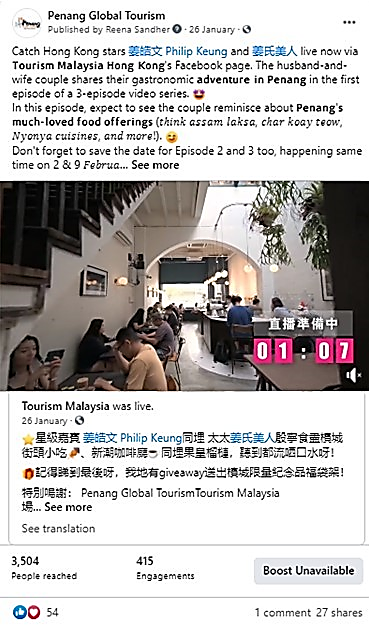 Penang Global Tourism
Published by Reena Sandher · 26 January ·
Catch Hong Kong stars 姜皓文 Philip Keung and 姜氏美人 live now via
Tourism Malaysia Hong Kong's Facebook page. The husband-and-
wife couple shares their gastronomic adventure in Penang in the first
episode of a 3-episode video series. 😍
In this episode, expect to see the couple reminisce about Penang's
much-loved food offerings (think assam laksa, char koay teow,
Nyonya cuisines, and more!). 😋
Don't forget to save the date for Episode 2 and 3 too, happening same
time on 2 & 9 Februa... See more
直播準備中
01:07
Tourism Malaysia was live.
26 January ·
⭐星級嘉賓 姜皓文 Philip Keung同埋 太太姜氏美人殷寧食盡檳城
街頭小吃🍢、新潮咖啡廳☕同埋果皇榴槤，聽到都流晒口水呀!
🎁記得睇到最後呀，我地有giveaway送出檳城限量紀念品福袋架!
特別鳴謝： Penang Global TourismTourism Malaysia
場... See more
See translation
3,504
People reached
415
Engagements
Boost Unavailable
54
1 comment 27 shares